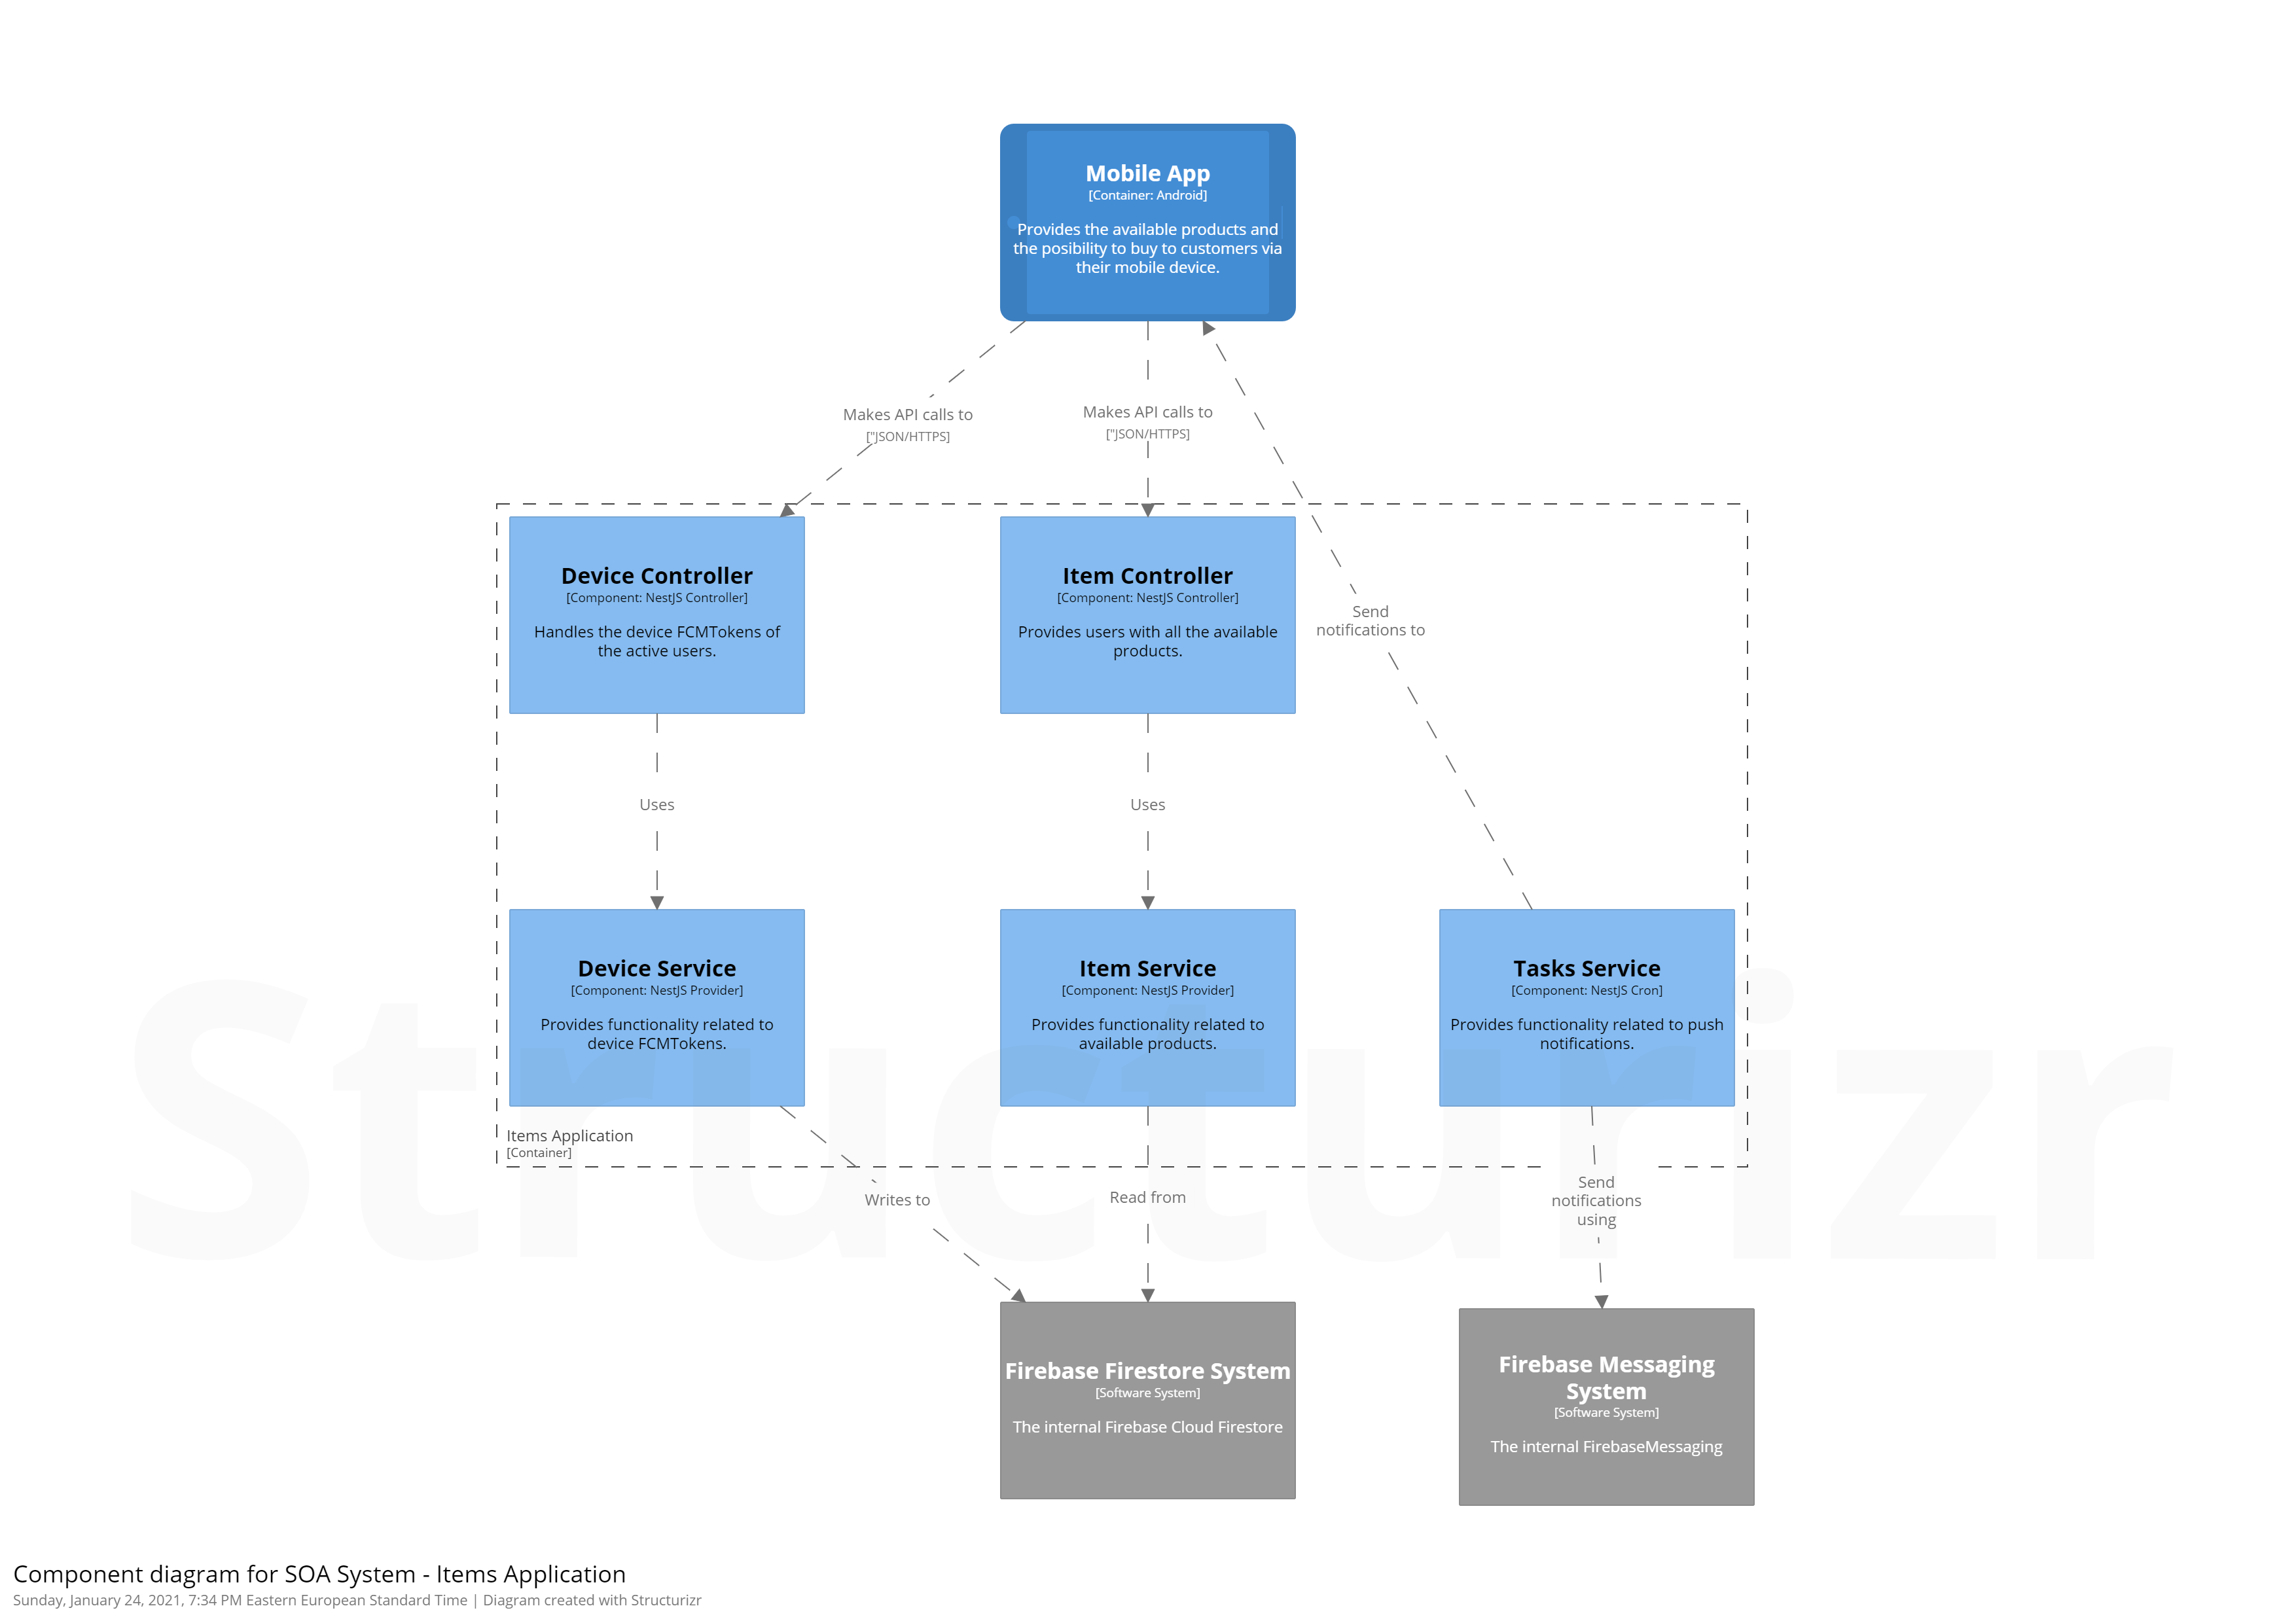 Mobile App
[Container: Android]
Provides the available products and
the posibility to buy to customers via
their mobile device.
Makes API calls to
["JSON/HTTPS]
Makes API calls to
["JSON/HTTPS]
Device Controller
[Component: NestJS Controller]
Handles the device FCMTokens of
the active users.
Item Controller
[Component: NestJS Controller]
Provides users with all the available
products.
Send
notifications to
Uses
Uses
Device Service
[Component: NestJS Provider]
Provides functionality related to
device FCMTokens.
Item Service
[Component: NestJS Provider]
Provides functionality related to
available products.
Tasks Service
[Component: NestJS Cron]
Provides functionality related to push
notifications.
Structurizr
Items Application
[Container]
Writes to
Read from
Send
notifications
using
Firebase Firestore System
[Software System]
The internal Firebase Cloud Firestore
Firebase Messaging
System
[Software System]
The internal FirebaseMessaging
Component diagram for SOA System - Items Application
Sunday, January 24, 2021, 7:34 PM Eastern European Standard Time | Diagram created with Structurizr